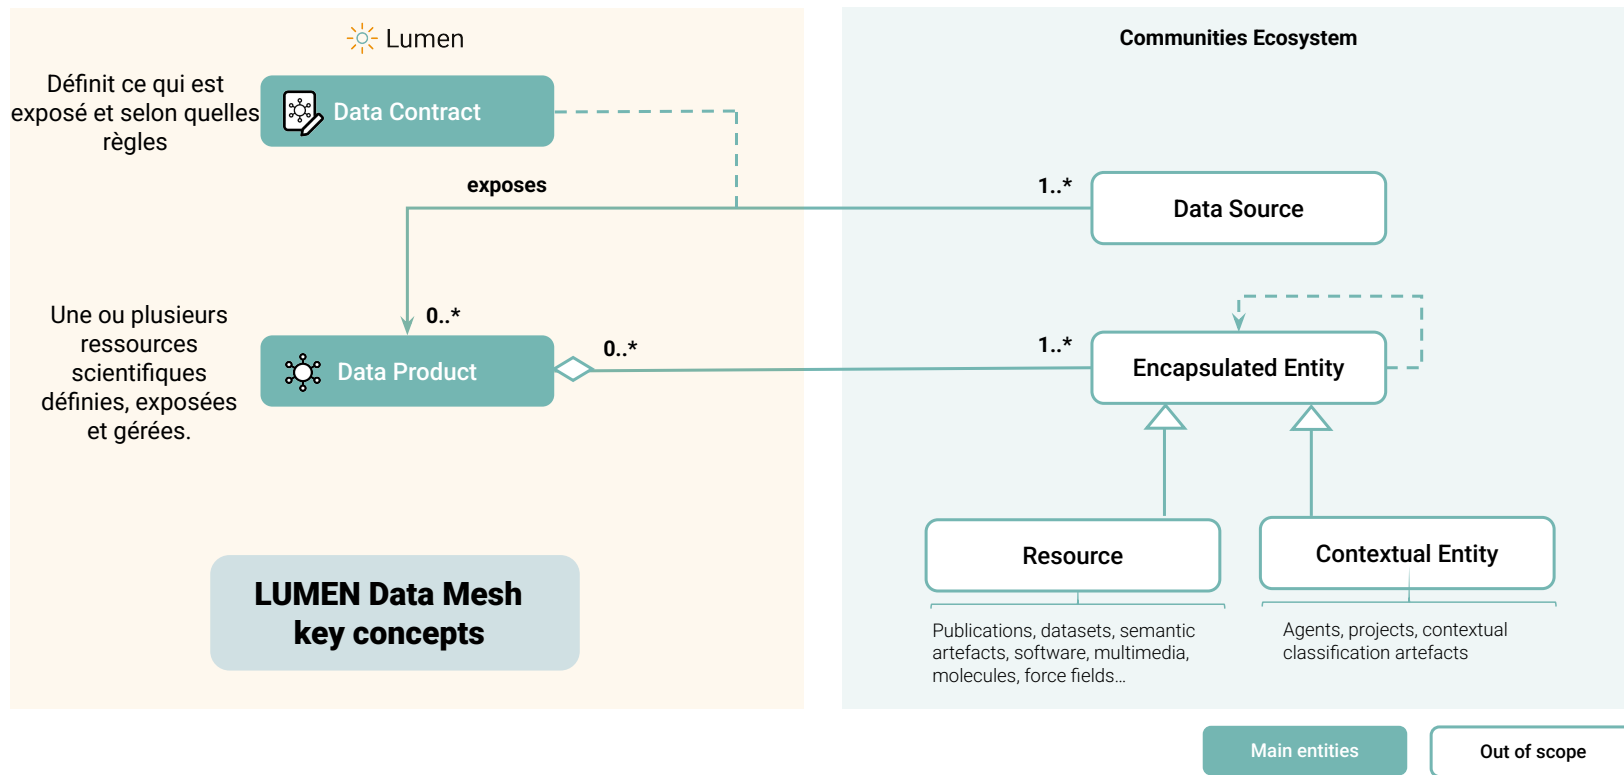 Lumen
Communities Ecosystem
Définit ce qui est
exposé et selon quelles
règles
Data Contract
exposes
1..*
Data Source
0..*
Une ou plusieurs
ressources
scientifiques
définies, exposées
et gérées.
Data Product
0..*
1..*
Encapsulated Entity
Resource
Contextual Entity
LUMEN Data Mesh
key concepts
Publications, datasets, semantic
artefacts, software, multimedia,
molecules, force fields...
Agents, projects, contextual
classification artefacts
Main entities
Out of scope